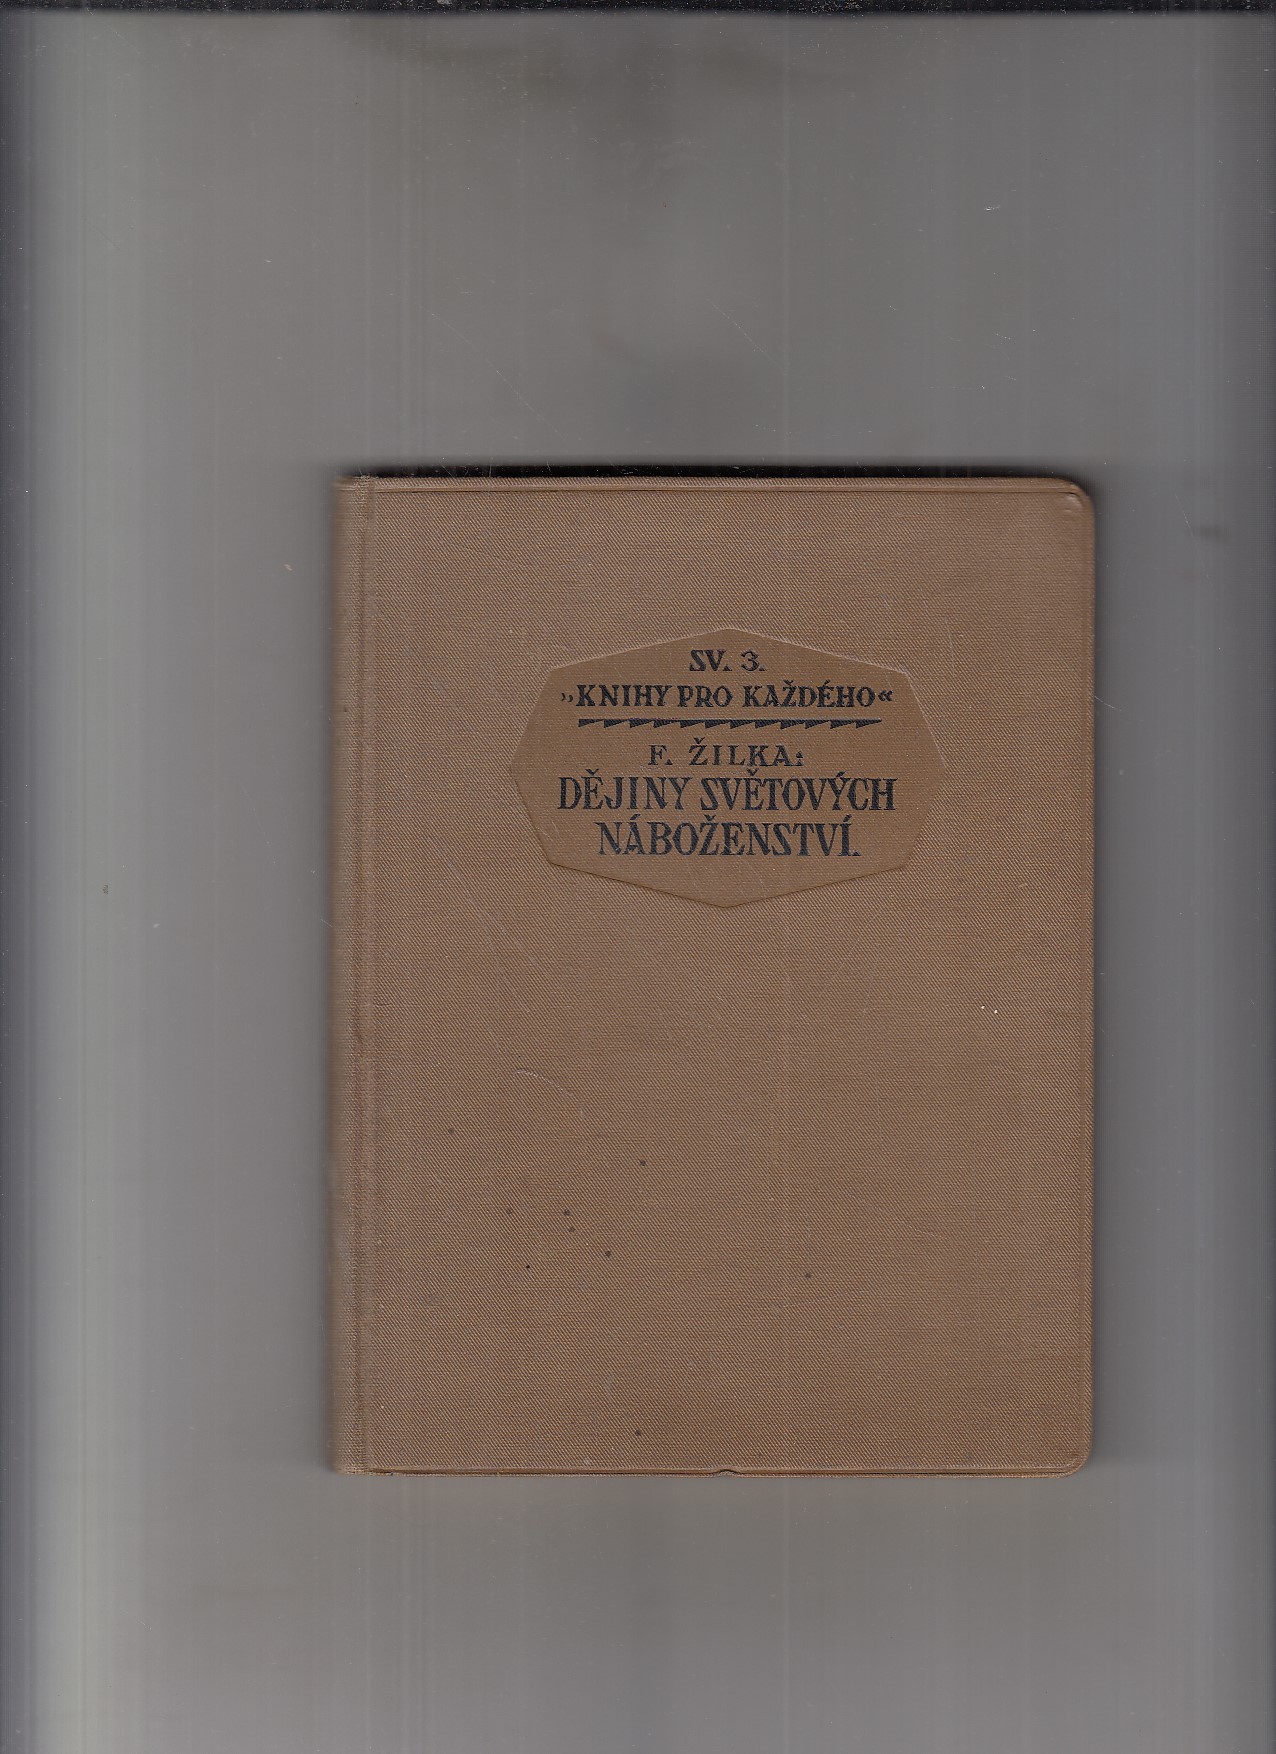 SV. 3.
„KNIHY PRO KAŽDÉHO“
F. ŽILKA:
DĚJINY SVĚTOVÝCH
NÁBOŽENSTVÍ.